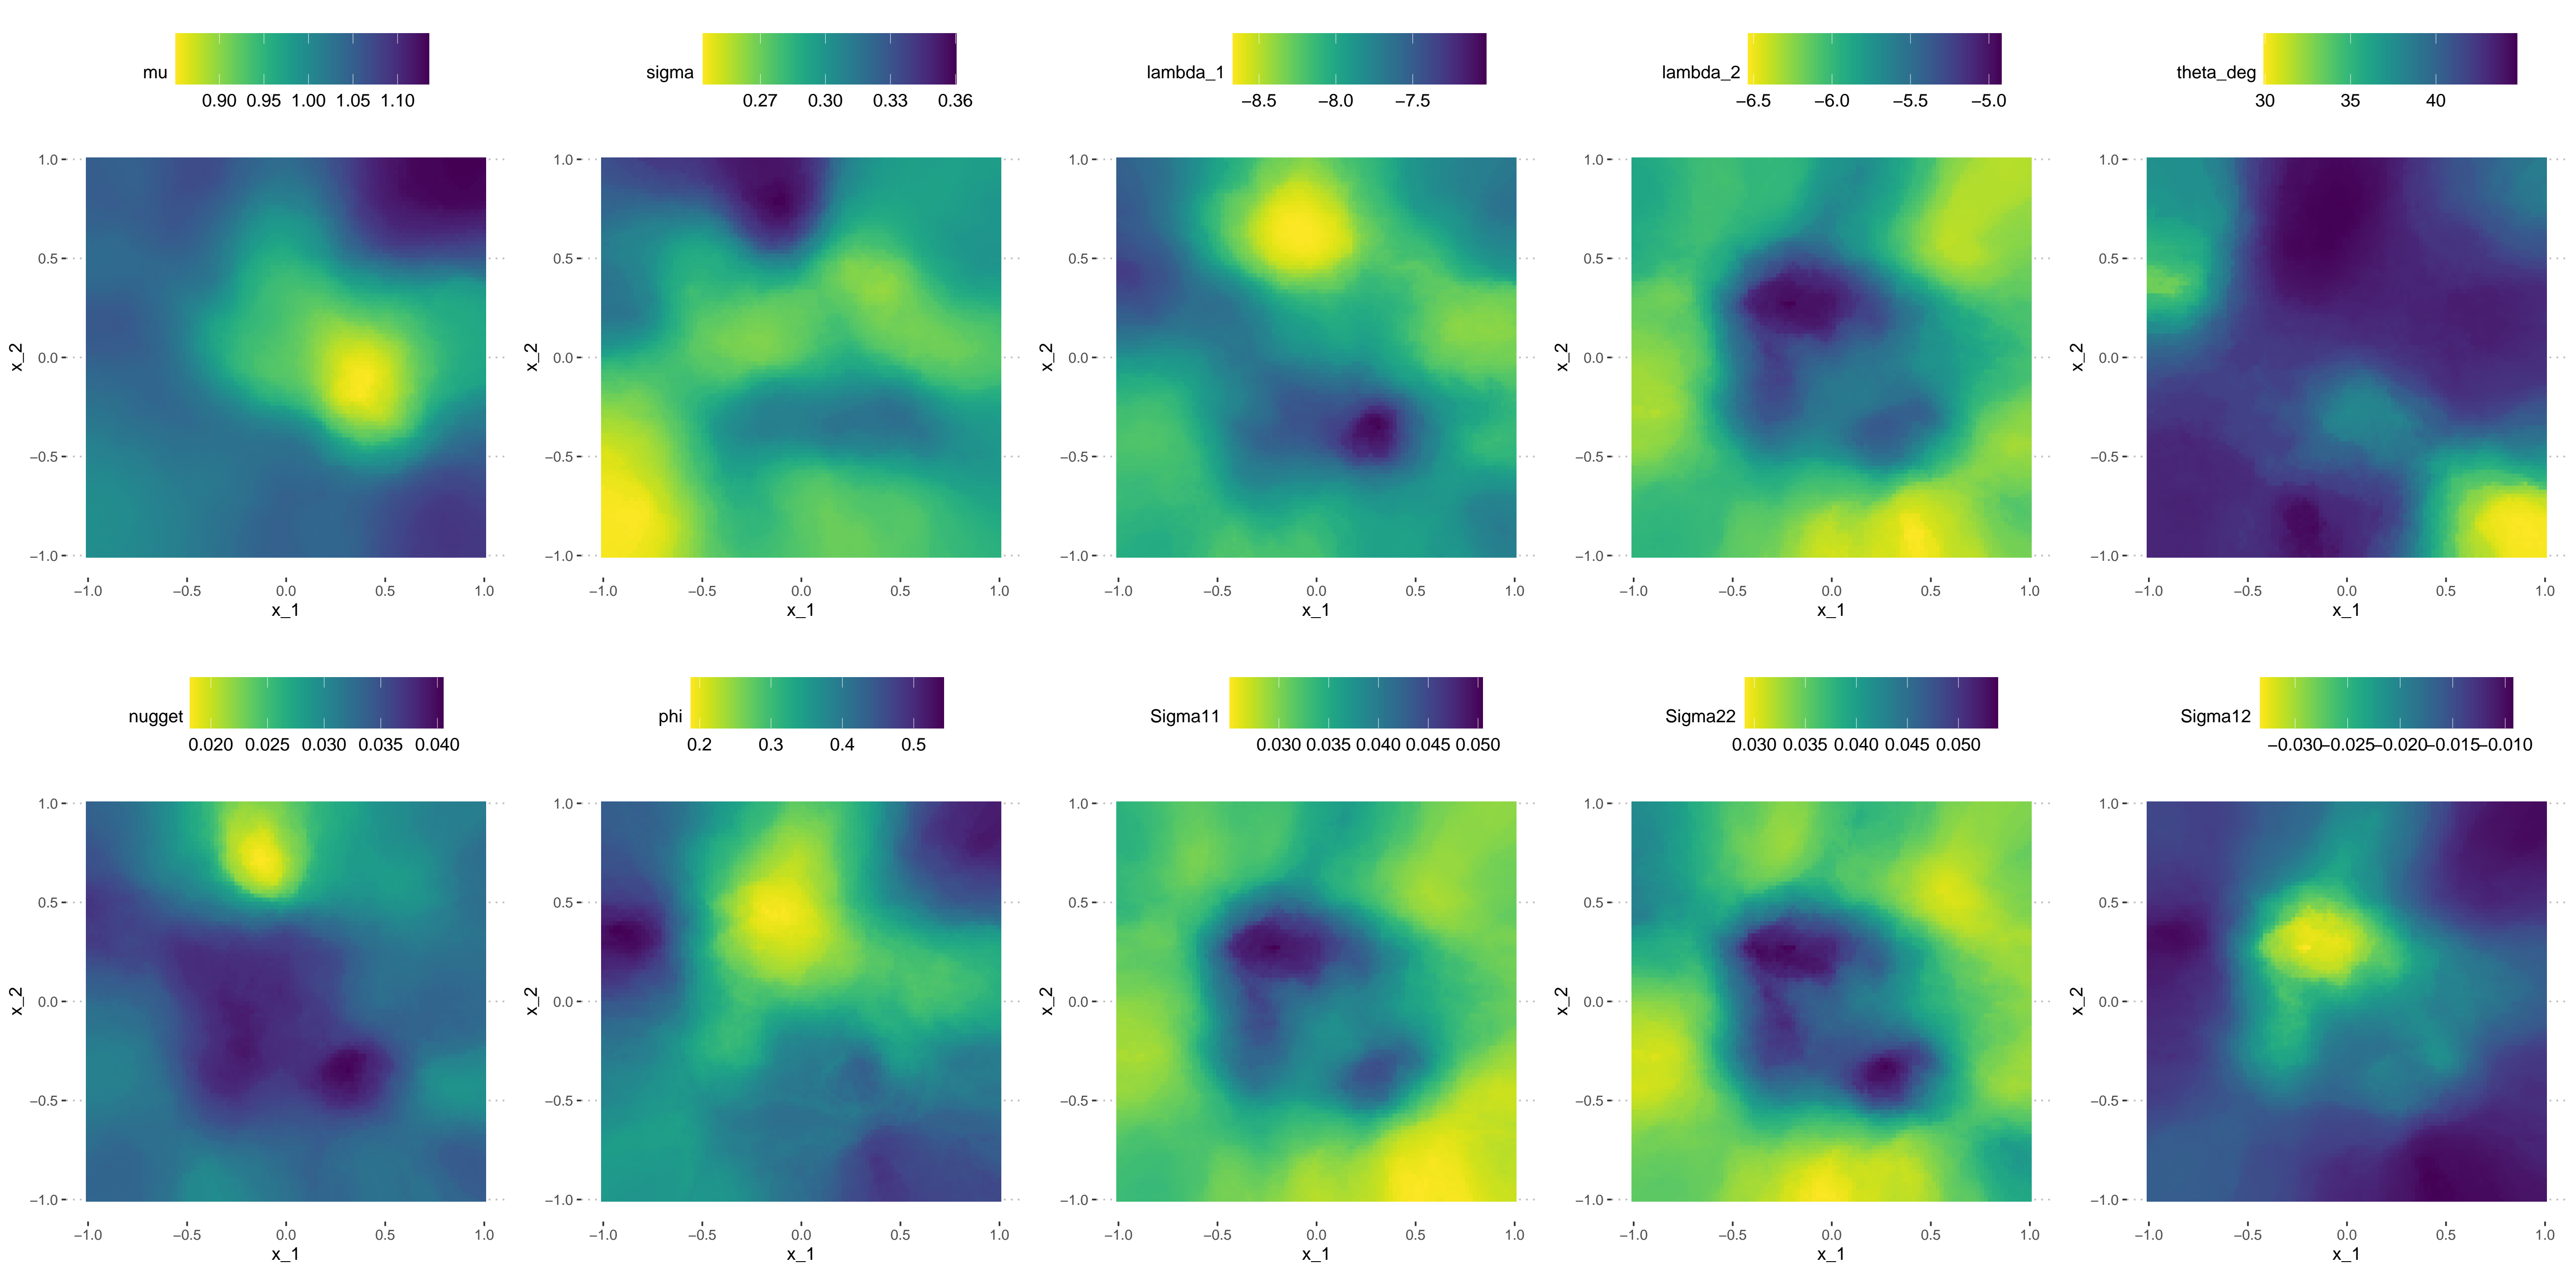 mu 0.90 0.95 1.00 1.05 1.10
sigma 0.27 0.30 0.33 0.36
lambda_1 −8.5 −8.0 −7.5
lambda_2 −6.5 −6.0 −5.5 −5.0
theta_deg 30 35 40
x_2 1.0 0.5 0.0 −0.5 −1.0
x_2 1.0 0.5 0.0 −0.5 −1.0
x_2 1.0 0.5 0.0 −0.5 −1.0
x_2 1.0 0.5 0.0 −0.5 −1.0
x_2 1.0 0.5 0.0 −0.5 −1.0
−1.0 −0.5 0.0 0.5 1.0
−1.0 −0.5 0.0 0.5 1.0
−1.0 −0.5 0.0 0.5 1.0
−1.0 −0.5 0.0 0.5 1.0
−1.0 −0.5 0.0 0.5 1.0
x_1 x_1 x_1 x_1 x_1
nugget 0.020 0.025 0.030 0.035 0.040
phi 0.2 0.3 0.4 0.5
Sigma11 0.030 0.035 0.040 0.045 0.050
Sigma22 0.030 0.035 0.040 0.045 0.050
Sigma12 −0.030 −0.025 −0.020 −0.015 −0.010
x_2 1.0 0.5 0.0 −0.5 −1.0
x_2 1.0 0.5 0.0 −0.5 −1.0
x_2 1.0 0.5 0.0 −0.5 −1.0
x_2 1.0 0.5 0.0 −0.5 −1.0
x_2 1.0 0.5 0.0 −0.5 −1.0
−1.0 −0.5 0.0 0.5 1.0
−1.0 −0.5 0.0 0.5 1.0
−1.0 −0.5 0.0 0.5 1.0
−1.0 −0.5 0.0 0.5 1.0
−1.0 −0.5 0.0 0.5 1.0
x_1 x_1 x_1 x_1 x_1